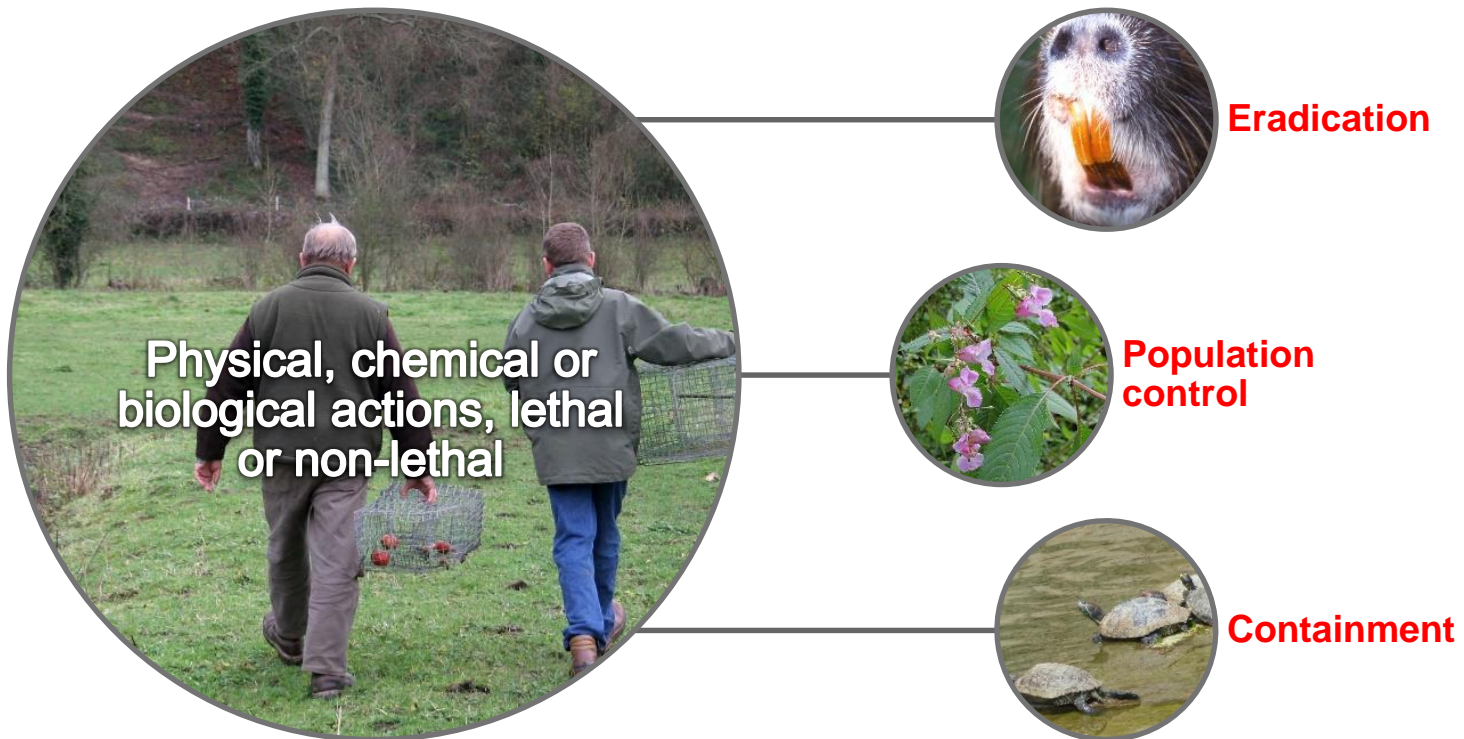 Physical, chemical or
biological actions, lethal
or non-lethal
Eradication
Population
control
Containment